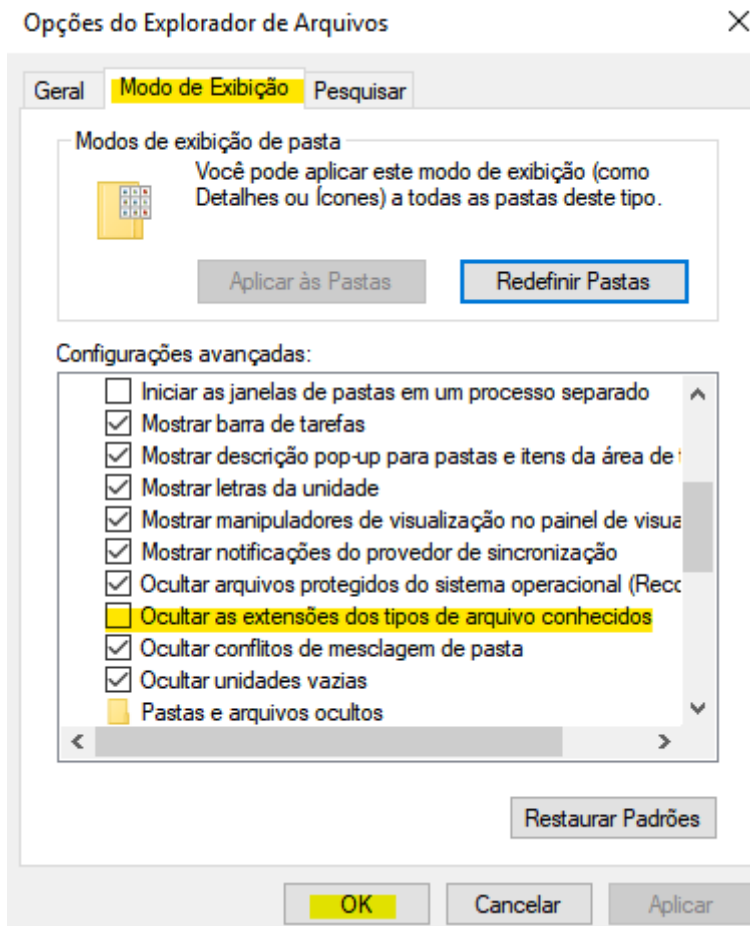 Opções do Explorador de Arquivos
Geral Modo de Exibição Pesquisar
Modos de exibição de pasta
Você pode aplicar este modo de exibição (como
Detalhes ou Ícones) a todas as pastas deste tipo.
Aplicar às Pastas Redefinir Pastas
Configurações avançadas:
Iniciar as janelas de pastas em um processo separado
Mostrar barra de tarefas
Mostrar descrição pop-up para pastas e itens da área de
Mostrar letras da unidade
Mostrar manipuladores de visualização no painel de visua
Mostrar notificações do provedor de sincronização
Ocultar arquivos protegidos do sistema operacional (Recc
Ocultar as extensões dos tipos de arquivo conhecidos
Ocultar conflitos de mesclagem de pasta
Ocultar unidades vazias
Pastas e arquivos ocultos
Restaurar Padrões
OK Cancelar Aplicar